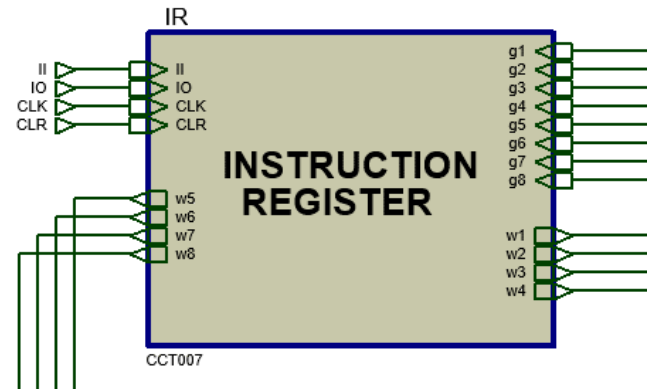 IR
II
IO
CLK
CLR
II
IO
CLK
CLR
g1
g2
g3
g4
g5
g6
g7
g8
INSTRUCTION
REGISTER
w5
w6
w7
w8
w1
w2
w3
w4
CCT007